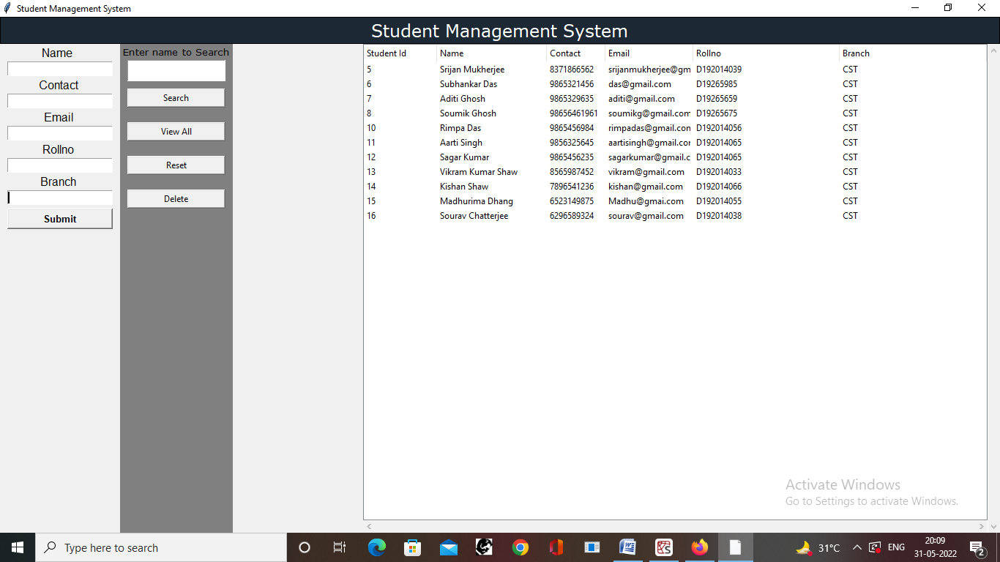 Student Management System
Student Management System
Name
Contact
Email
Rollno
Branch
Submit
Enter name to Search
Search
View All
Reset
Delete
Student Id Name Contact Email Rollno Branch
5 Srijan Mukherjee 8371866562 srijanmukherjee@gm D192014039 CST
6 Subhankar Das 9865321456 das@gmail.com D19265985 CST
7 Aditi Ghosh 9865329635 aditi@gmail.com D19265659 CST
8 Soumik Ghosh 98656461961 soumikg@gmail.com D19265675 CST
10 Rimpa Das 9865456984 rimpadas@gmail.con D192014056 CST
11 Aarti Singh 9856325645 aartisingh@gmail.cor D192014065 CST
12 Sagar Kumar 9865456235 sagarkumar@gmail.c D192014065 CST
13 Vikram Kumar Shaw 8565987452 vikram@gmail.com D192014033 CST
14 Kishan Shaw 7896541236 kishan@gmail.com D192014066 CST
15 Madhurima Dhang 6523149875 Madhu@gmai.com D192014055 CST
16 Sourav Chatterjee 6296589324 sourav@gmail.com D192014038 CST
Activate Windows
Go to Settings to activate Windows.
Type here to search
31°C
ENG
20:09
31-05-2022
2